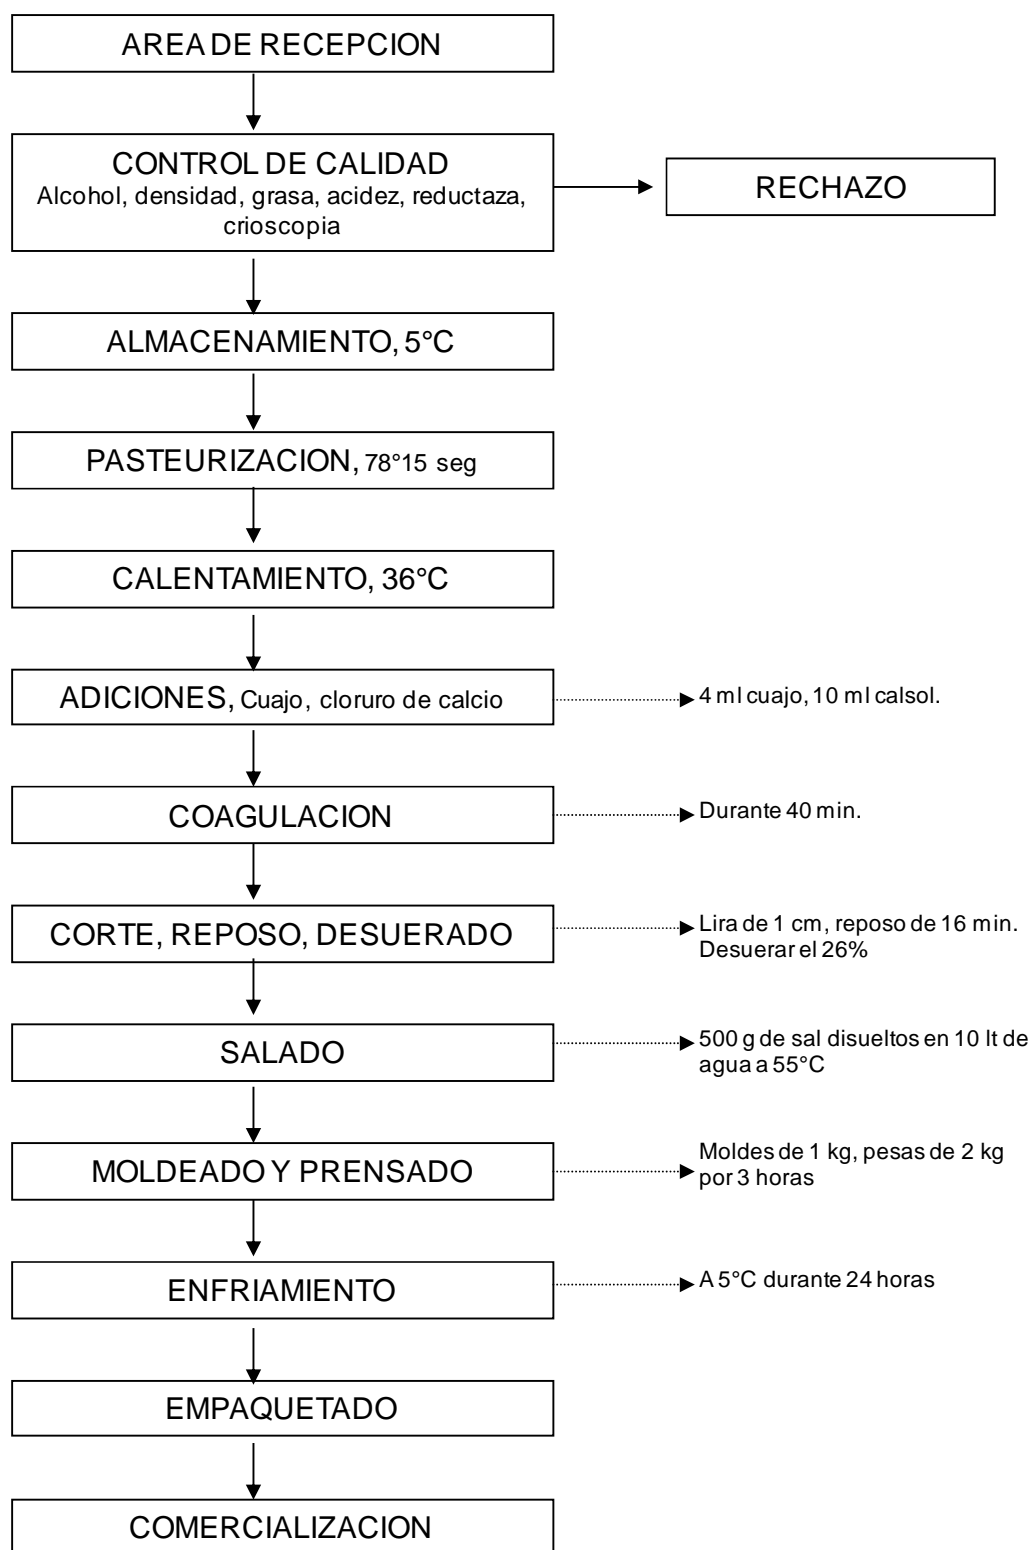 AREA DE RECEPCION
CONTROL DE CALIDAD
Alcohol, densidad, grasa, acidez, reductaza,
crioscopia
RECHAZO
ALMACENAMIENTO, 5°C
PASTEURIZACION, 78°15 seg
CALENTAMIENTO, 36°C
ADICIONES, Cuajo, cloruro de calcio
4 ml cuajo, 10 ml calsol.
COAGULACION
Durante 40 min.
CORTE, REPOSO, DESUERADO
Lira de 1 cm, reposo de 16 min.
Desuerar el 26%
SALADO
500 g de sal disueltos en 10 lt de
agua a 55°C
MOLDEADO Y PRENSADO
Moldes de 1 kg, pesas de 2 kg
por 3 horas
ENFRIAMIENTO
A 5°C durante 24 horas
EMPAQUETADO
COMERCIALIZACION